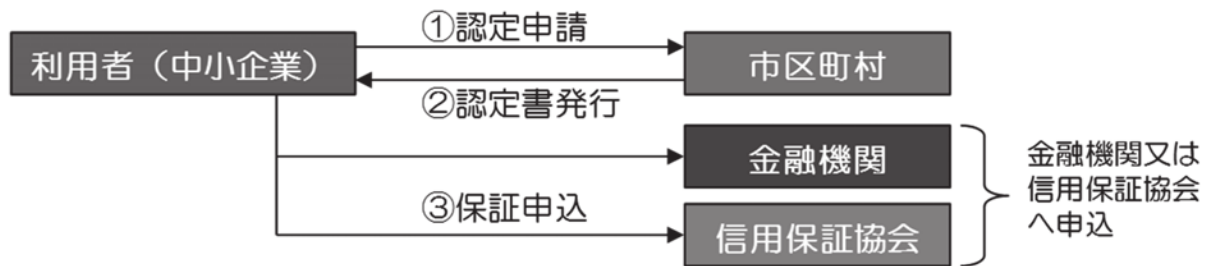 ①認定申請
利用者（中小企業）
市区町村
②認定書発行
金融機関
③保証申込
信用保証協会
金融機関又は
信用保証協会
へ申込